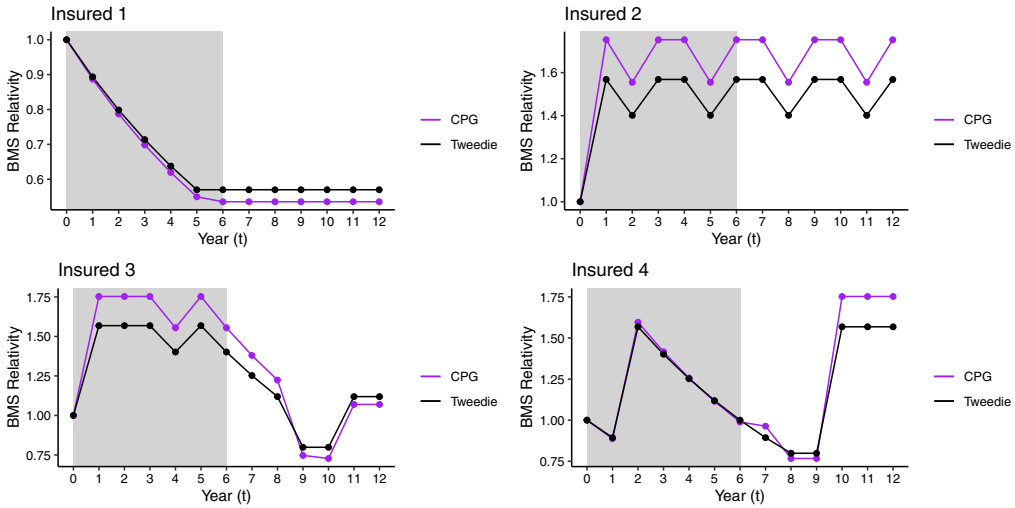 Insured 1
BMS Relativity
1.0
0.9
0.8
0.7
0.6
0 1 2 3 4 5 6 7 8 9 10 11 12
Year (t)
CPG
Tweedie
Insured 2
BMS Relativity
1.6
1.4
1.2
1.0
0 1 2 3 4 5 6 7 8 9 10 11 12
Year (t)
CPG
Tweedie
Insured 3
BMS Relativity
1.75
1.50
1.25
1.00
0.75
0 1 2 3 4 5 6 7 8 9 10 11 12
Year (t)
CPG
Tweedie
Insured 4
BMS Relativity
1.75
1.50
1.25
1.00
0.75
0 1 2 3 4 5 6 7 8 9 10 11 12
Year (t)
CPG
Tweedie